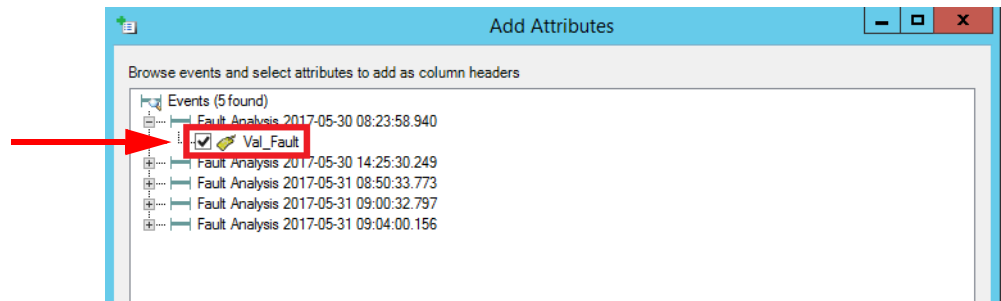 Add Attributes
Browse events and select attributes to add as column headers
Events (5 found)
Fault Analysis 2017-05-30 08:23:58.940
Val_Fault
Fault Analysis 2017-05-30 14:25:30.249
Fault Analysis 2017-05-31 08:50:33.773
Fault Analysis 2017-05-31 09:00:32.797
Fault Analysis 2017-05-31 09:04:00.156